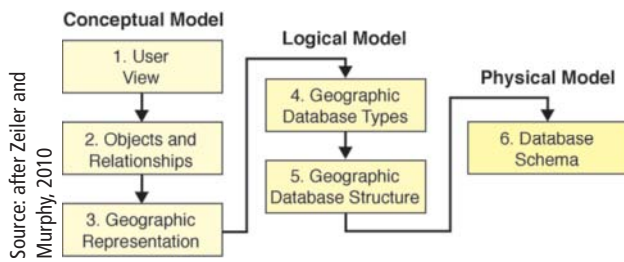 Conceptual Model
1. User
View
2. Objects and
Relationships
3. Geographic
Representation
Logical Model
4. Geographic
Database Types
5. Geographic
Database Structure
Physical Model
6. Database
Schema
Source: after Zeiler and
Murphy, 2010